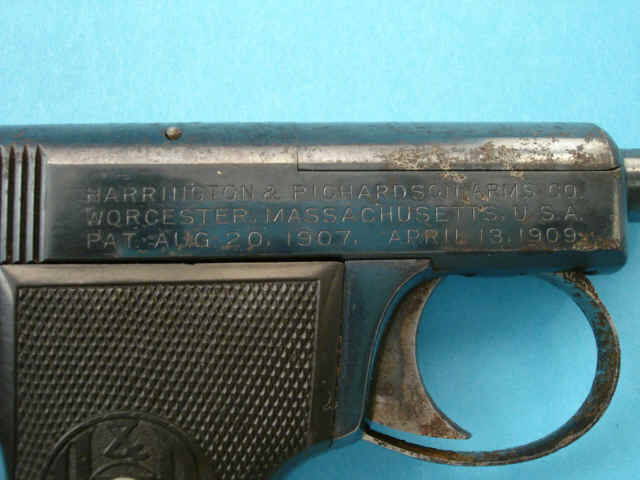 HARRINGTON & RICHARDSON ARMS CO.
WORCESTER, MASSACHUSETTS, U.S.A.
PAT. AUG. 20, 1907. APRIL 13, 1909